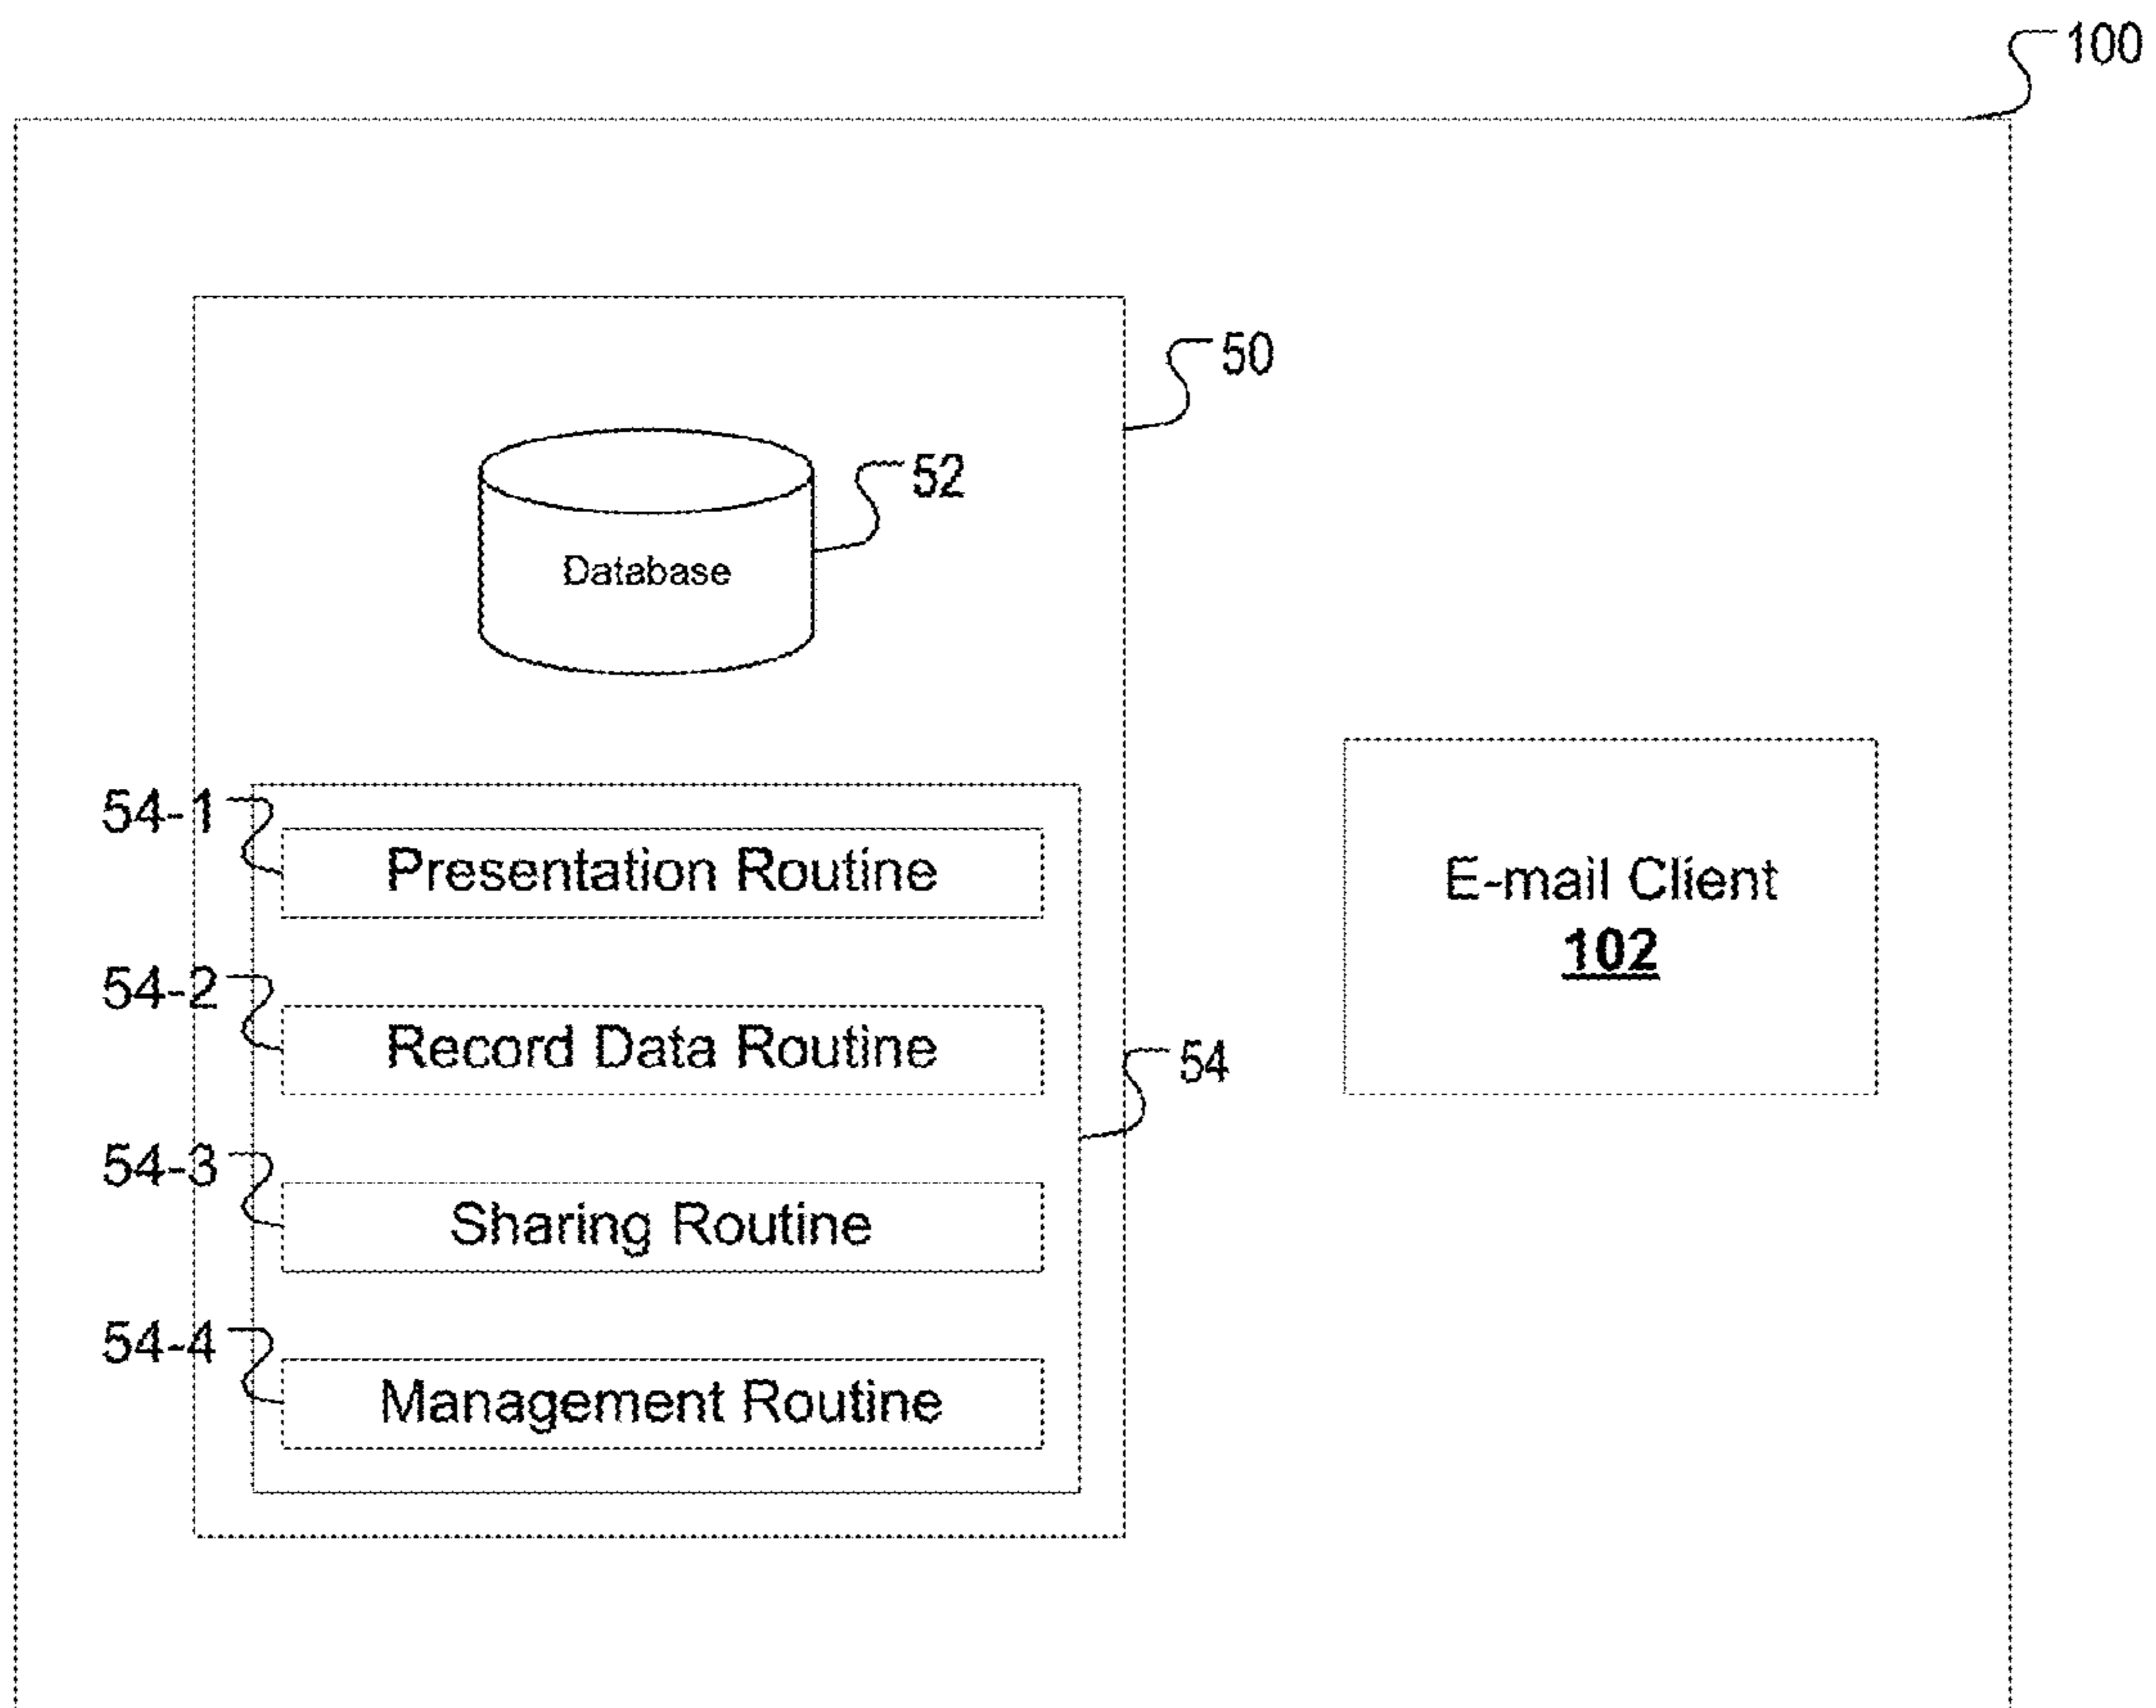 100
50
52
Database
54-1
Presentation Routine
E-mail Client
102
54-2
Record Data Routine
54
54-3
Sharing Routine
54-4
Management Routine